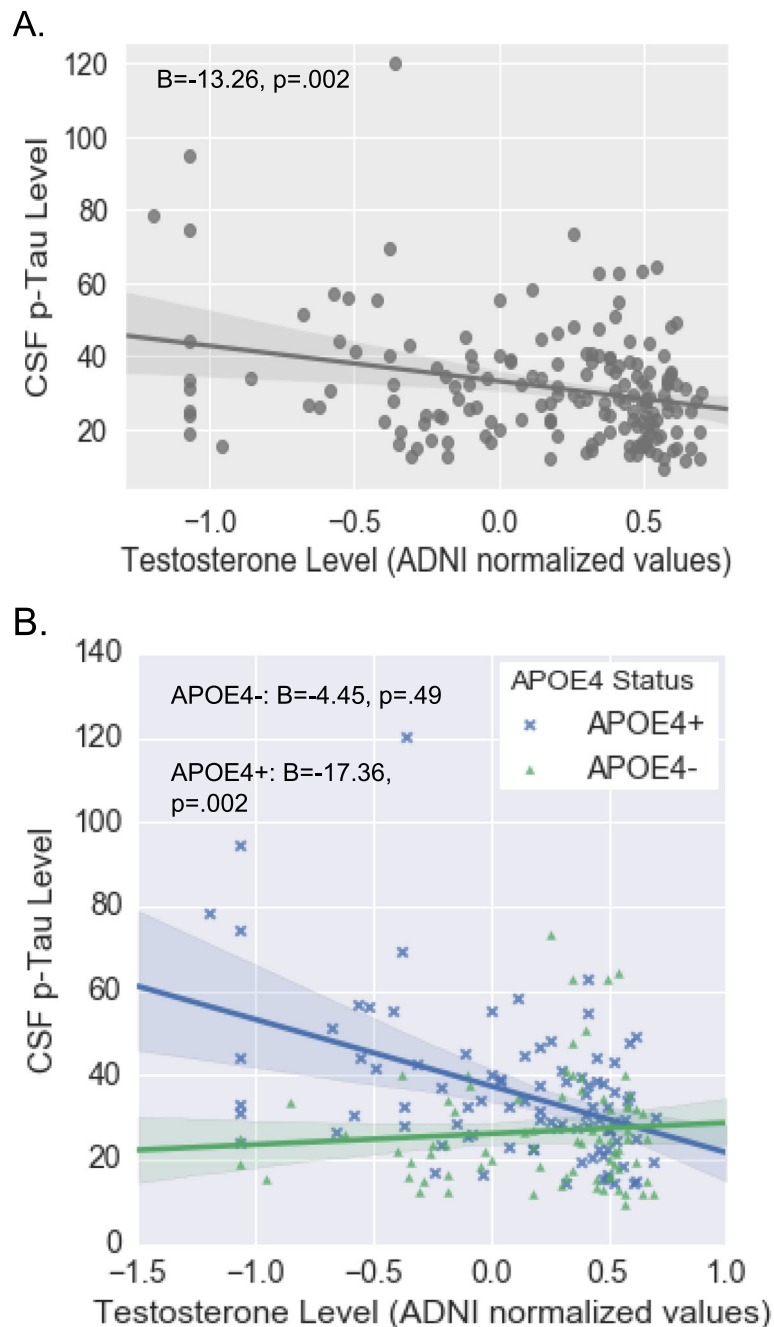 A.
B=-13.26, p=.002
120
100
80
60
40
20
CSF p-Tau Level
−1.0
−0.5
0.0
0.5
Testosterone Level (ADNI normalized values)
B.
140
120
100
80
60
40
20
0
CSF p-Tau Level
APOE4-: B=-4.45, p=.49
APOE4+: B=-17.36,
p=.002
APOE4 Status
APOE4+
APOE4-
−1.5
−1.0
−0.5
0.0
0.5
1.0
Testosterone Level (ADNI normalized values)